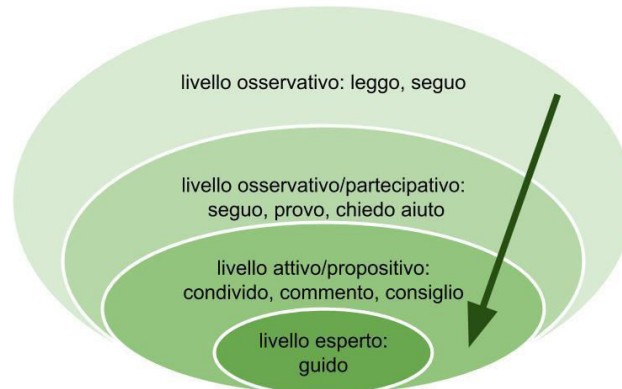 livello osservativo: leggo, seguo
livello osservativo/partecipativo:
seguo, provo, chiedo aiuto
livello attivo/propositivo:
condivido, commento, consiglio
livello esperto:
guido